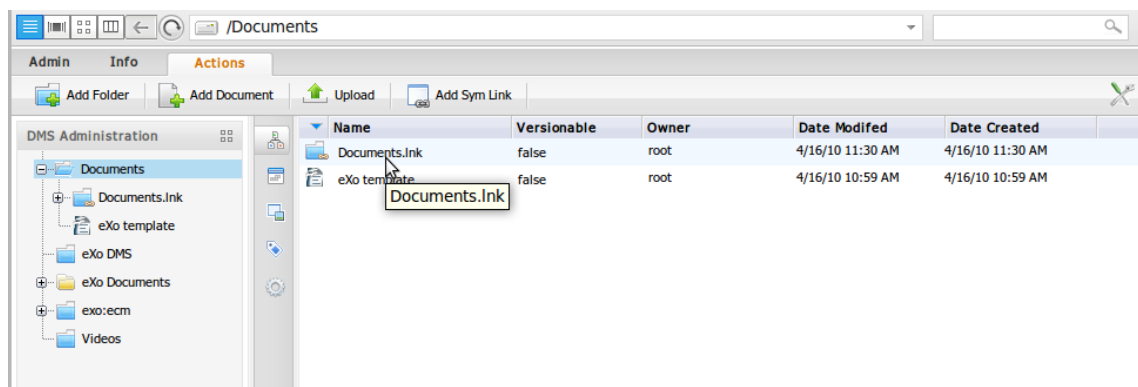 /Documents
Admin Info Actions
Add Folder Add Document Upload Add Sym Link
DMS Administration
Documents
Documents.lnk
eXo template
eXo DMS
eXo Documents
exo:ecm
Videos
Name Versionable Owner Date Modifed Date Created
Documents.lnk false root 4/16/10 11:30 AM 4/16/10 11:30 AM
eXo template false root 4/16/10 10:59 AM 4/16/10 10:59 AM
Documents.lnk